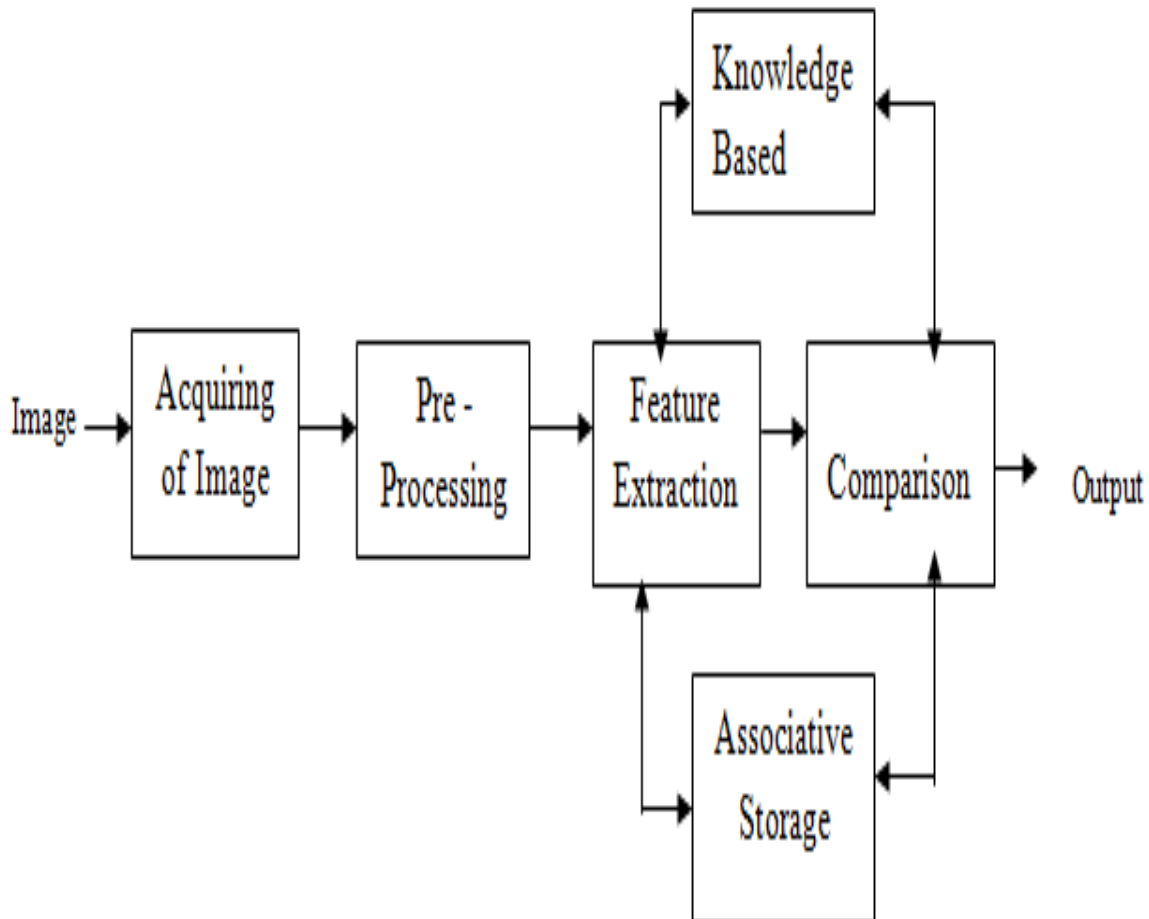 Knowledge
Based
Image
Acquiring
of Image
Pre -
Processing
Feature
Extraction
Comparison
Output
Associative
Storage